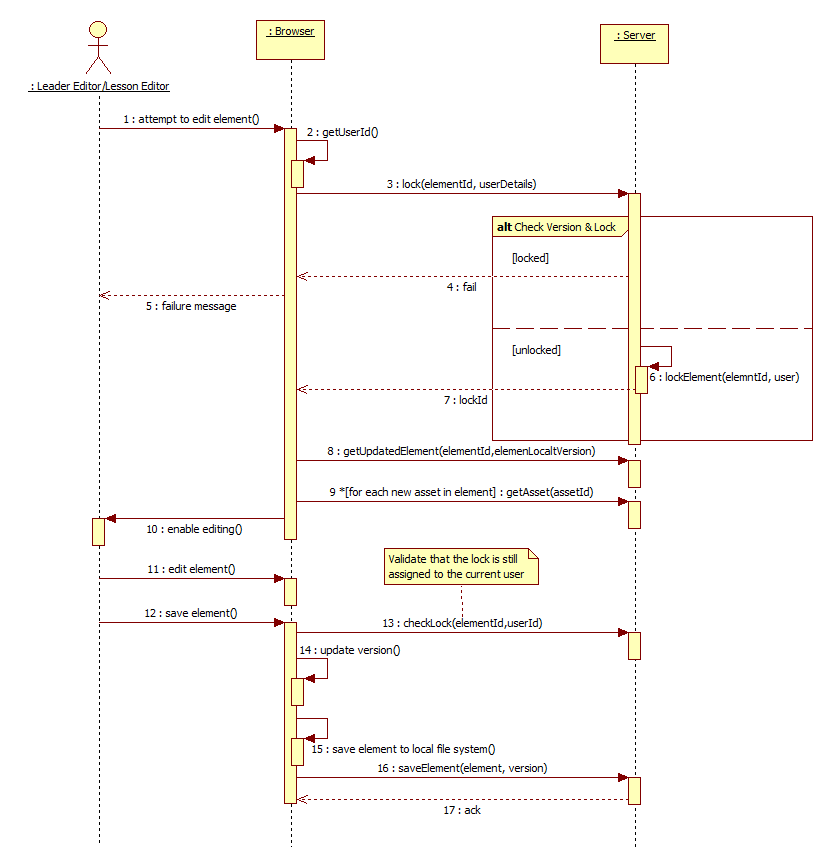 : Browser
: Server
: Leader Editor/Lesson Editor
1 : attempt to edit element()
2 : getUserId()
3 : lock(elementId, userDetails)
alt Check Version & Lock
[locked]
4 : fail
5 : failure message
[unlocked]
6 : lockElement(elemntId, user)
7 : lockId
8 : getUpdatedElement(elementId,elemenLocaltVersion)
9 *[for each new asset in element] : getAsset(assetId)
10 : enable editing()
Validate that the lock is still
assigned to the current user
11 : edit element()
12 : save element()
13 : checkLock(elementId,userId)
14 : update version()
15 : save element to local file system()
16 : saveElement(element, version)
17 : ack